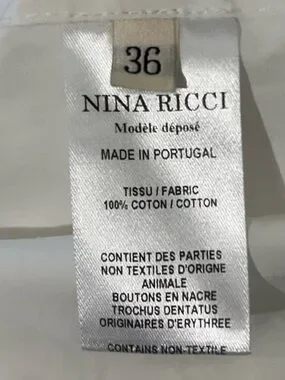 36
NINA RICCI
Modèle déposé
MADE IN PORTUGAL
TISSU / FABRIC
100% COTON / COTTON
CONTIENT DES PARTIES
NON TEXTILES D'ORIGNE
ANIMALE
BOUTONS EN NACRE
TROCHUS DENTATUS
ORIGINAIRES D'ERYTHREE
CONTAINS NON-TEXTILE